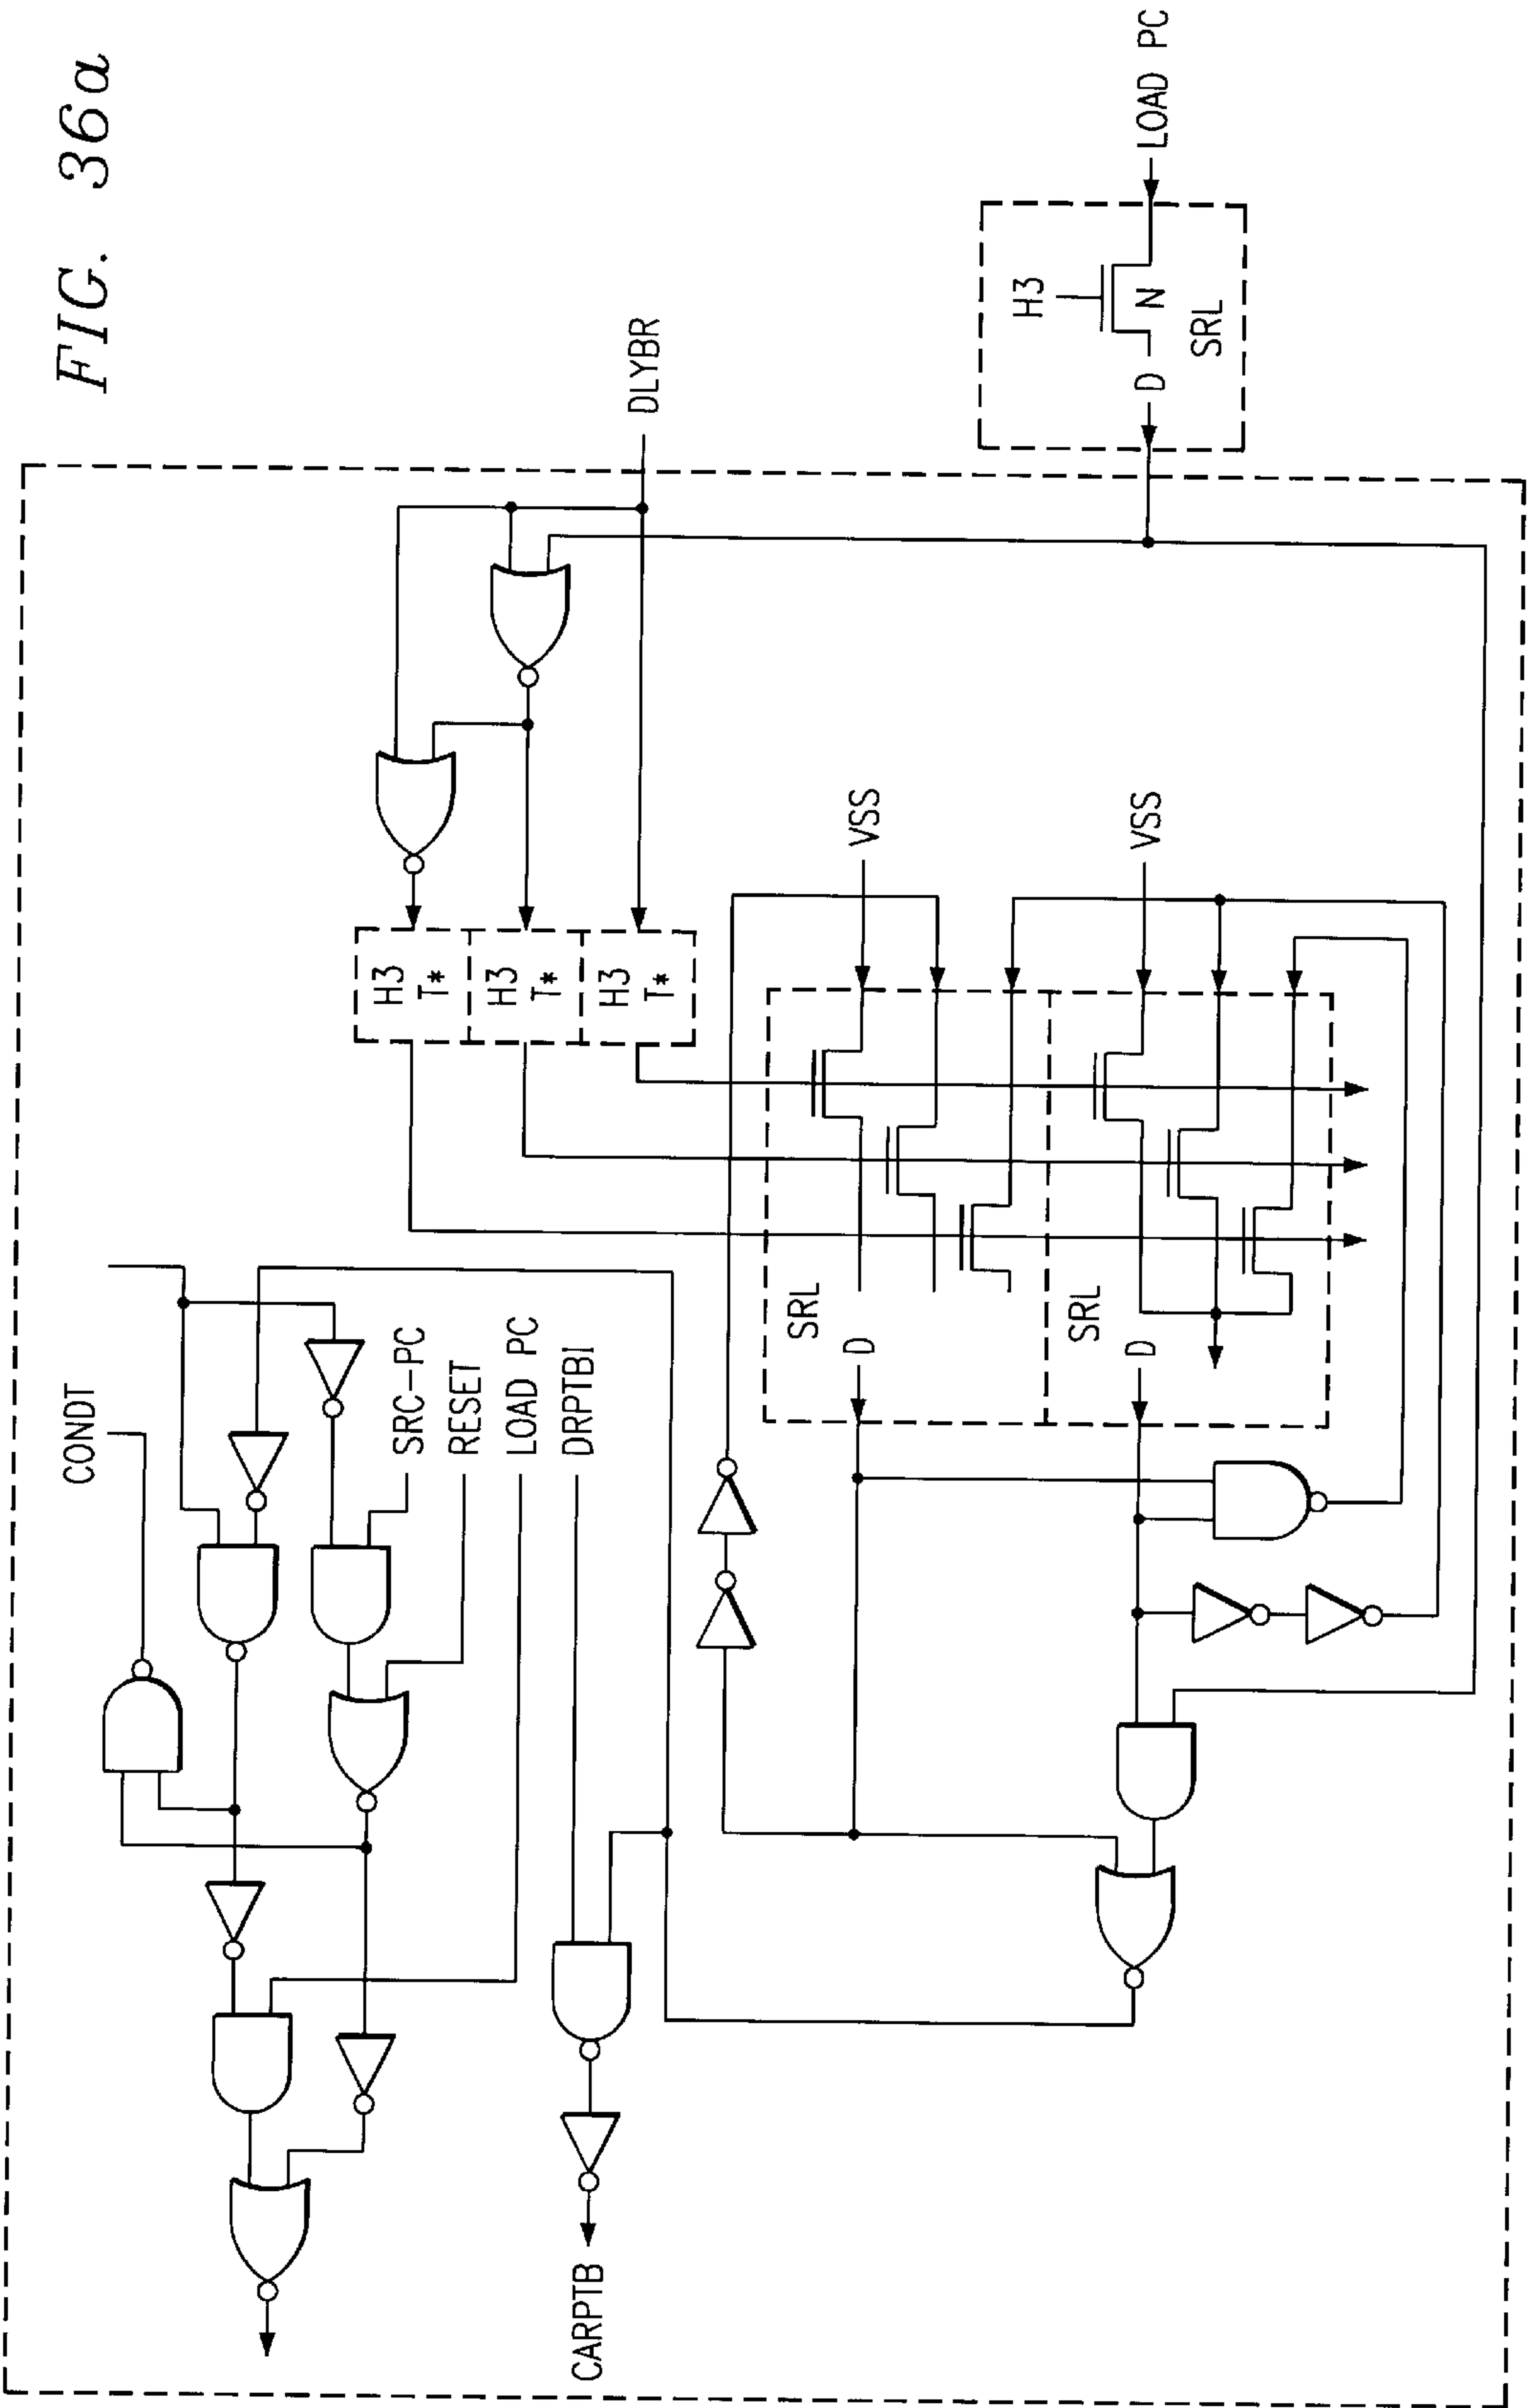 FIG. 36a
CONDT
SRC-PC
RESET
LOAD PC
DRPTBI
CARPTB
DLYBR
H3
T*
H3
T*
H3
T*
VSS
VSS
SRL
D
SRL
D
H3
N
D
SRL
LOAD PC